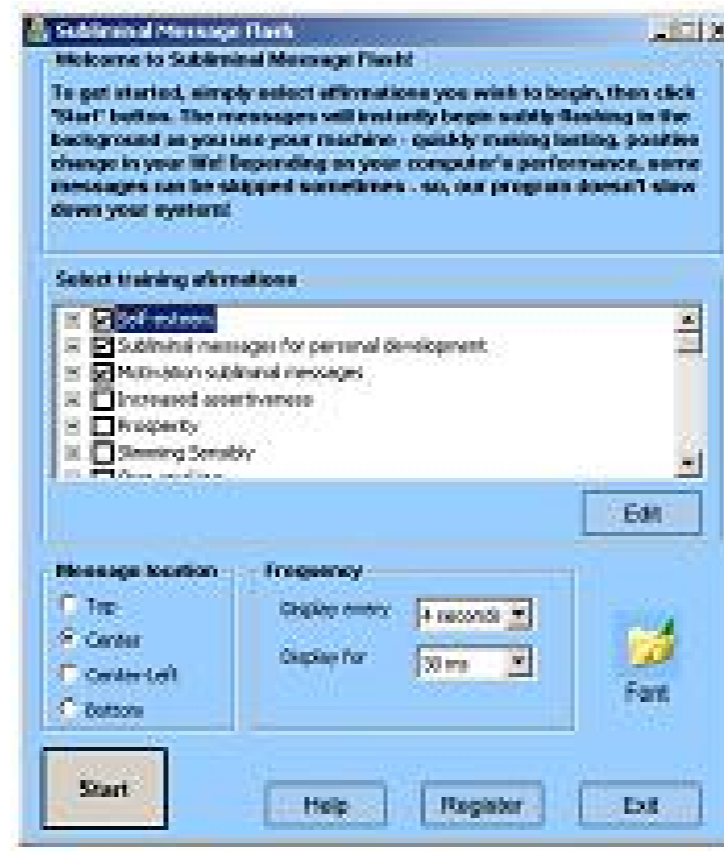 Subliminal Message Flash
Welcome to Subliminal Message Flash!
To get started, simply select affirmations you wish to begin, then click
"Start" button. The messages will instantly begin subtly flashing in the
background as you use your machine - quickly making lasting, positive
change in your life! Depending on your computer's performance, some
messages can be skipped sometimes - so, our program doesn't slow
down your system!
Select training afirmations
Self-esteem
Subliminal messages for personal development
Motivation subliminal messages
Increased assertiveness
Prosperity
Slimming Sensibly
Edit
Message location
Top
Center
Center-Left
Bottom
Frequency
Display every
4 seconds
Display for
ms
Font
Start
Help
Register
Exit